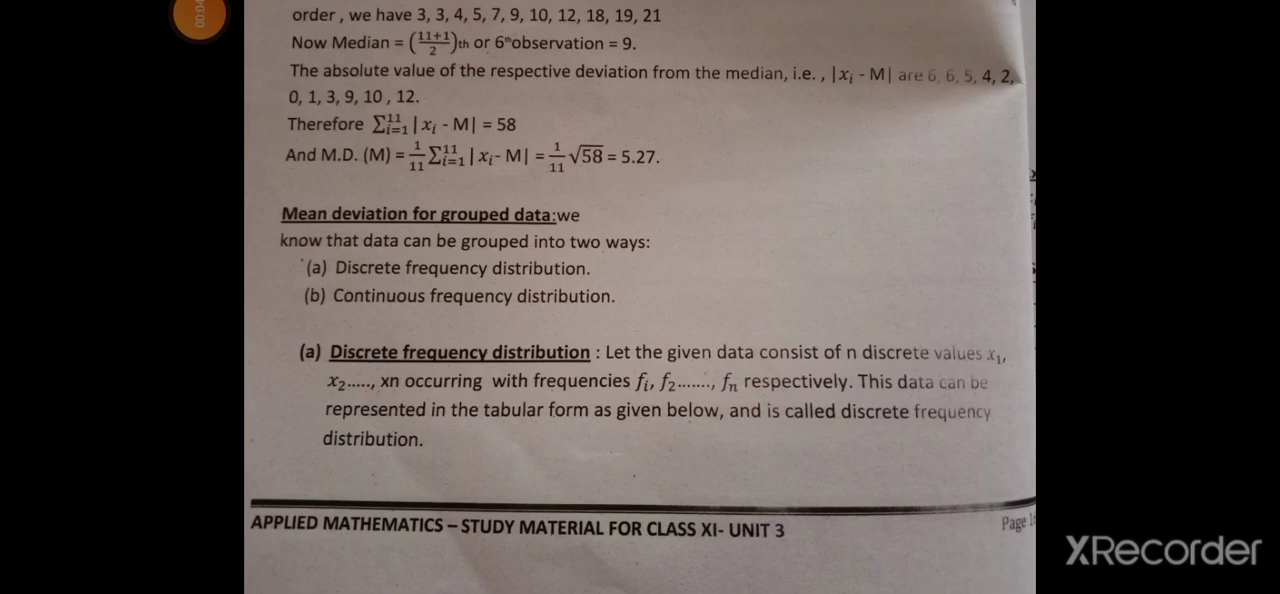 00:04
order , we have 3, 3, 4, 5, 7, 9, 10, 12, 18, 19, 21
Now Median = (11+1/2)th or 6th observation = 9.
The absolute value of the respective deviation from the median, i.e. , |xᵢ - M| are 6, 6, 5, 4, 2,
0, 1, 3, 9, 10 , 12.
Therefore ∑¹¹ᵢ₌₁ | xᵢ - M| = 58
And M.D. (M) = 1/11 ∑¹¹ᵢ₌₁ | xᵢ- M| = 1/11 √58 = 5.27.
Mean deviation for grouped data:we
know that data can be grouped into two ways:
(a) Discrete frequency distribution.
(b) Continuous frequency distribution.
(a) Discrete frequency distribution : Let the given data consist of n discrete values x₁,
x₂....., xn occurring with frequencies fᵢ, f₂......., fₙ respectively. This data can be
represented in the tabular form as given below, and is called discrete frequency
distribution.
APPLIED MATHEMATICS – STUDY MATERIAL FOR CLASS XI- UNIT 3
Page
XRecorder